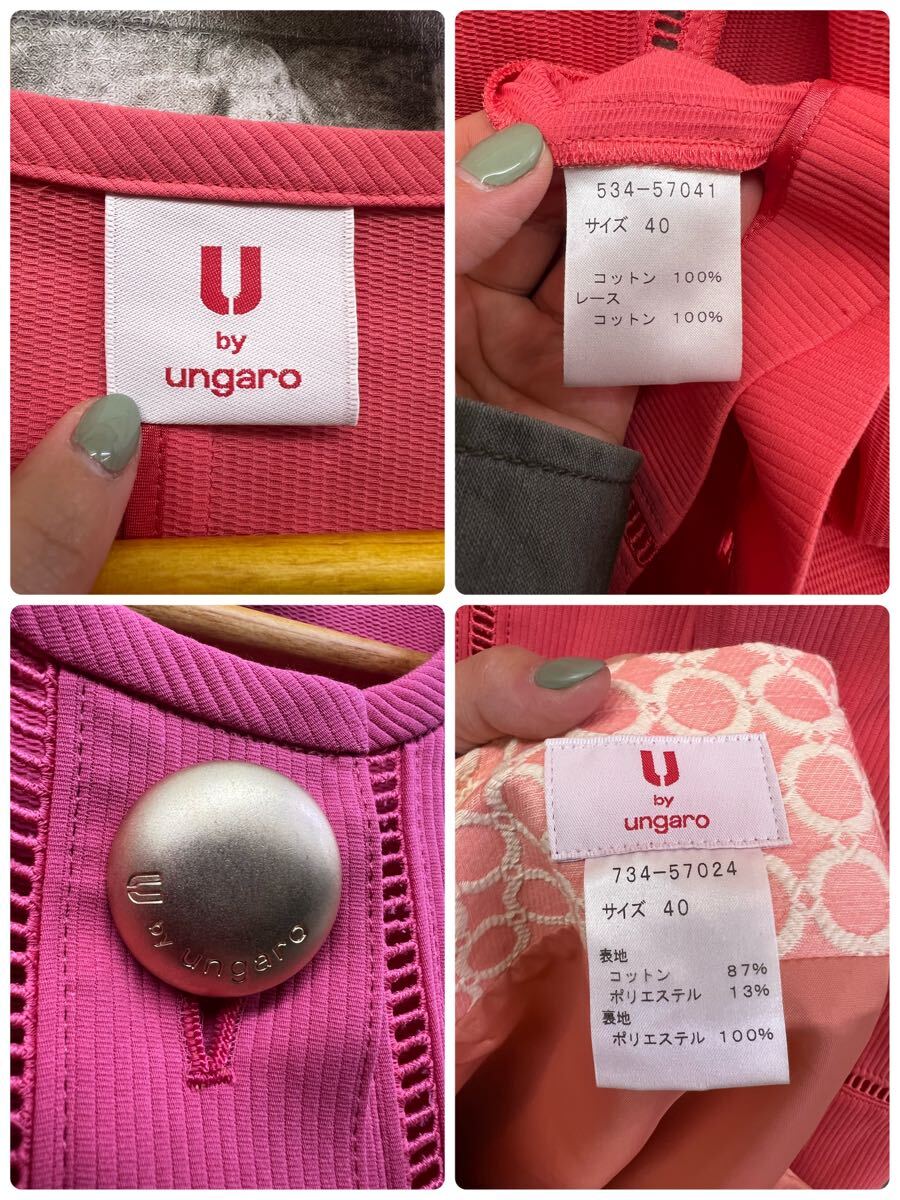 U
by
ungaro
534-57041
サイズ 40
コットン 100%
レース
コットン 100%
U
by ungaro
U
by
ungaro
734-57024
サイズ 40
表地
コットン 87%
ポリエステル 13%
裏地
ポリエステル 100%